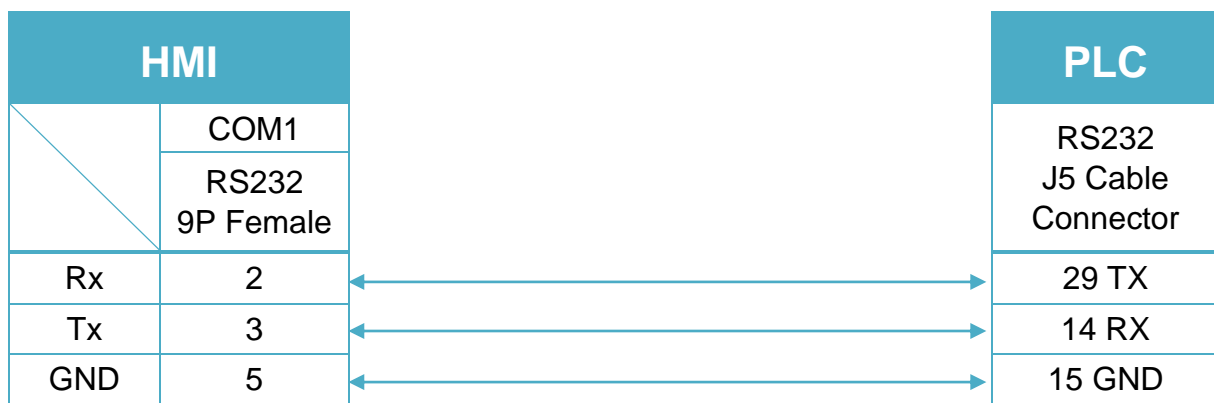 HMI
PLC
COM1
RS232
9P Female
RS232
J5 Cable
Connector
Rx 2 29 TX
Tx 3 14 RX
GND 5 15 GND